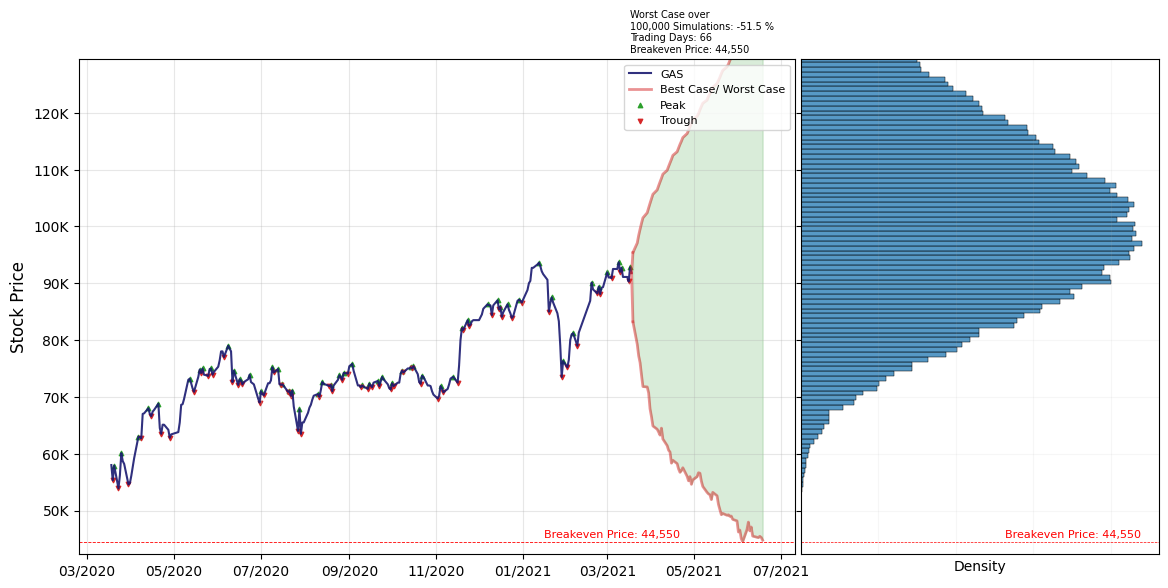 Worst Case over
100,000 Simulations: -51.5 %
Trading Days: 66
Breakeven Price: 44,550
GAS
Best Case/ Worst Case
Peak
Trough
Stock Price
120K
110K
100K
90K
80K
70K
60K
50K
Breakeven Price: 44,550
Breakeven Price: 44,550
03/2020 05/2020 07/2020 09/2020 11/2020 01/2021 03/2021 05/2021 07/2021
Density